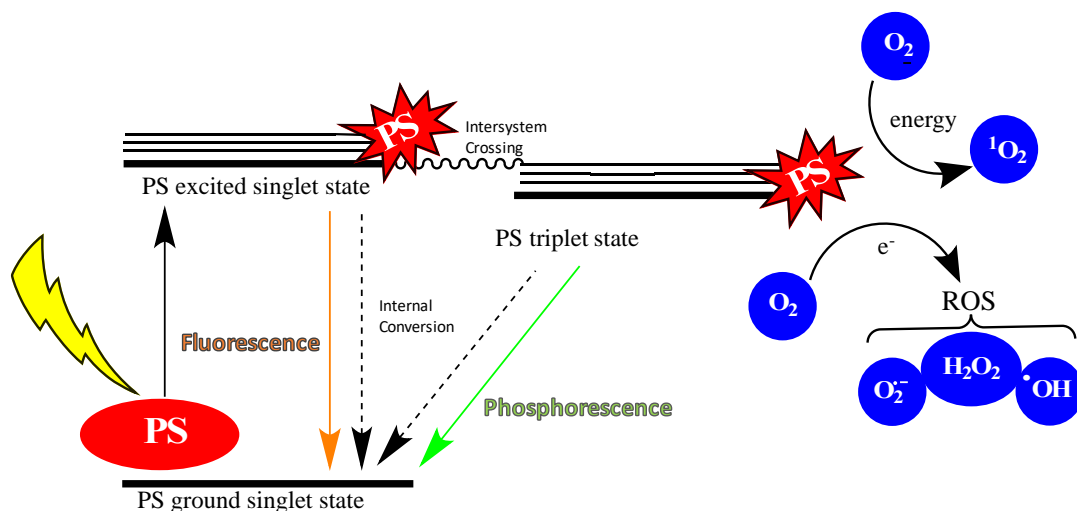 O₂
energy
¹O₂
PS
Intersystem
Crossing
PS
PS excited singlet state
PS triplet state
e⁻
O₂
ROS
Internal
Conversion
Fluorescence
H₂O₂
O₂˙⁻
•OH
Phosphorescence
PS
PS ground singlet state